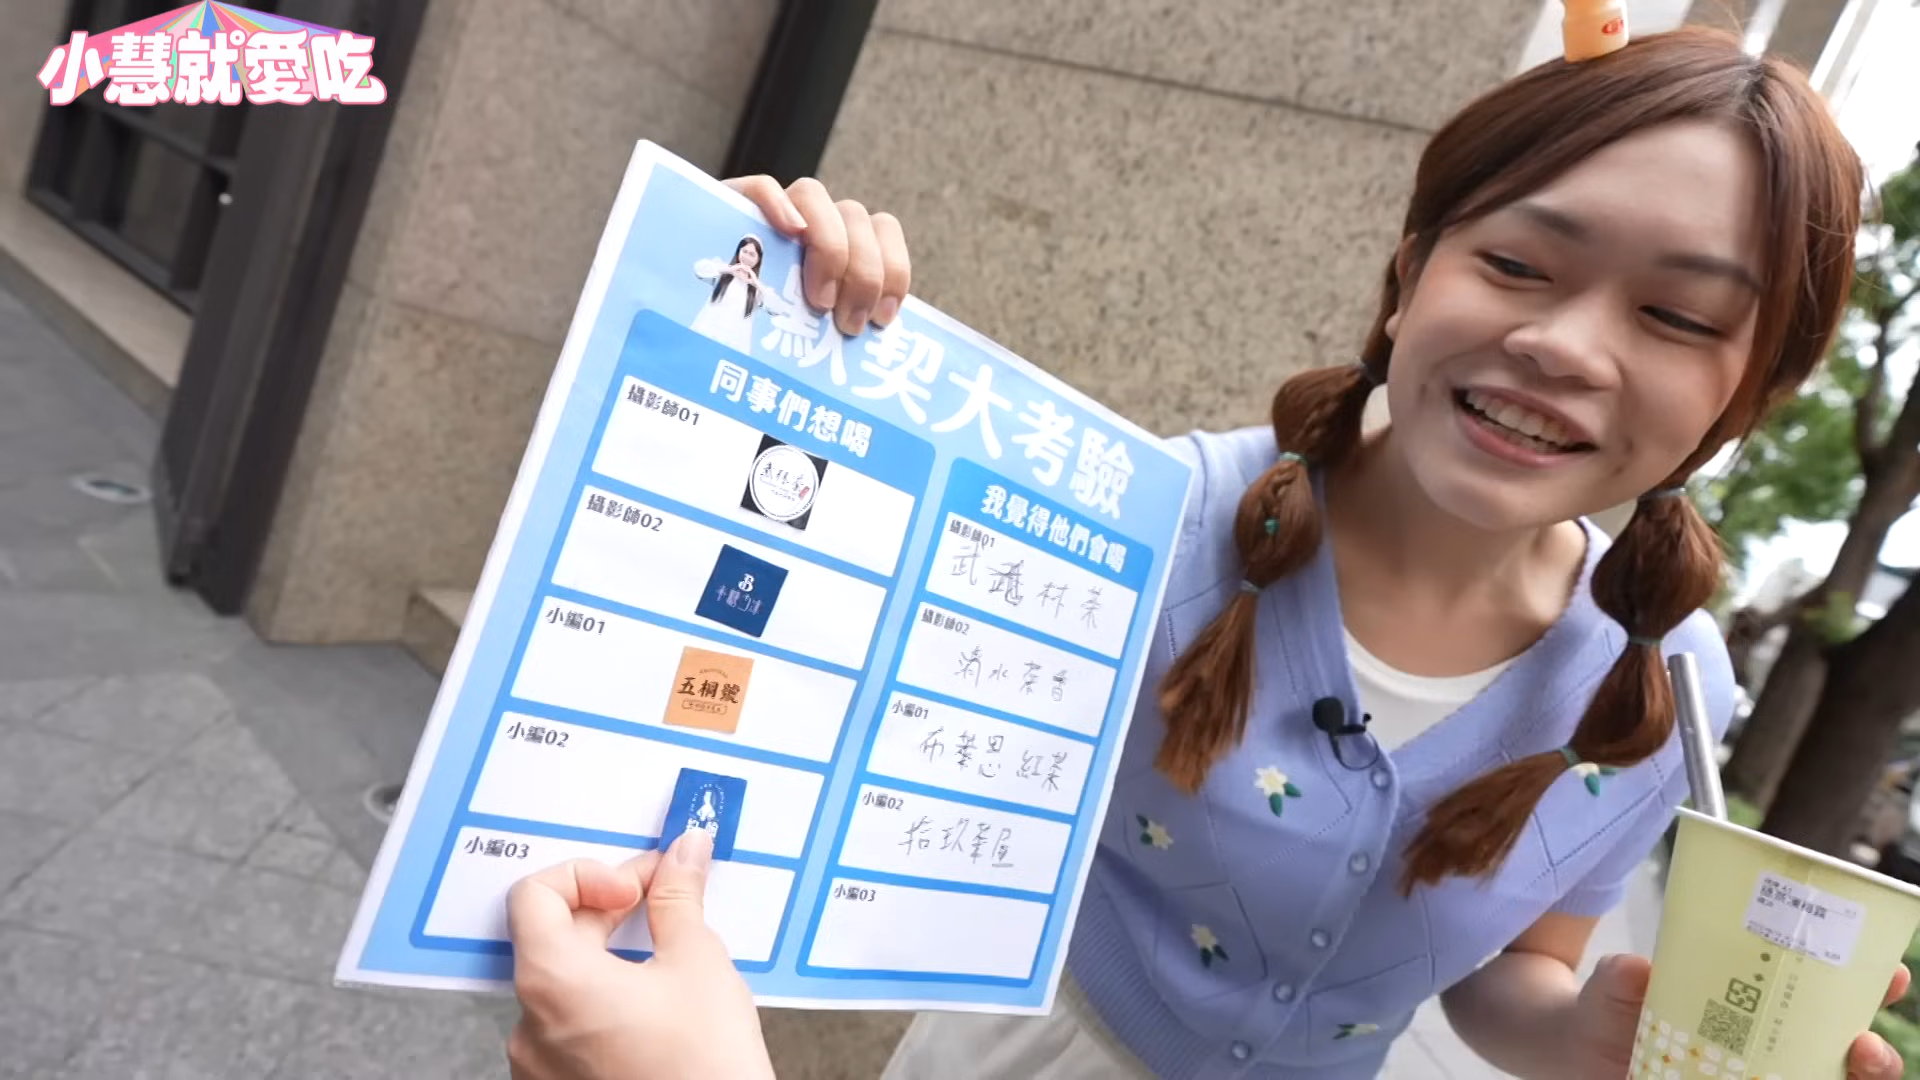 小慧就愛吃
默契大考驗
同事們想喝
攝影師01
攝影師02
小編01
五桐號
小編02
小編03
我覺得他們會喝
攝影師01
武 林茶
攝影師02
滴水茶香
小編01
布萊恩紅茶
小編02
拾玖茶屋
小編03